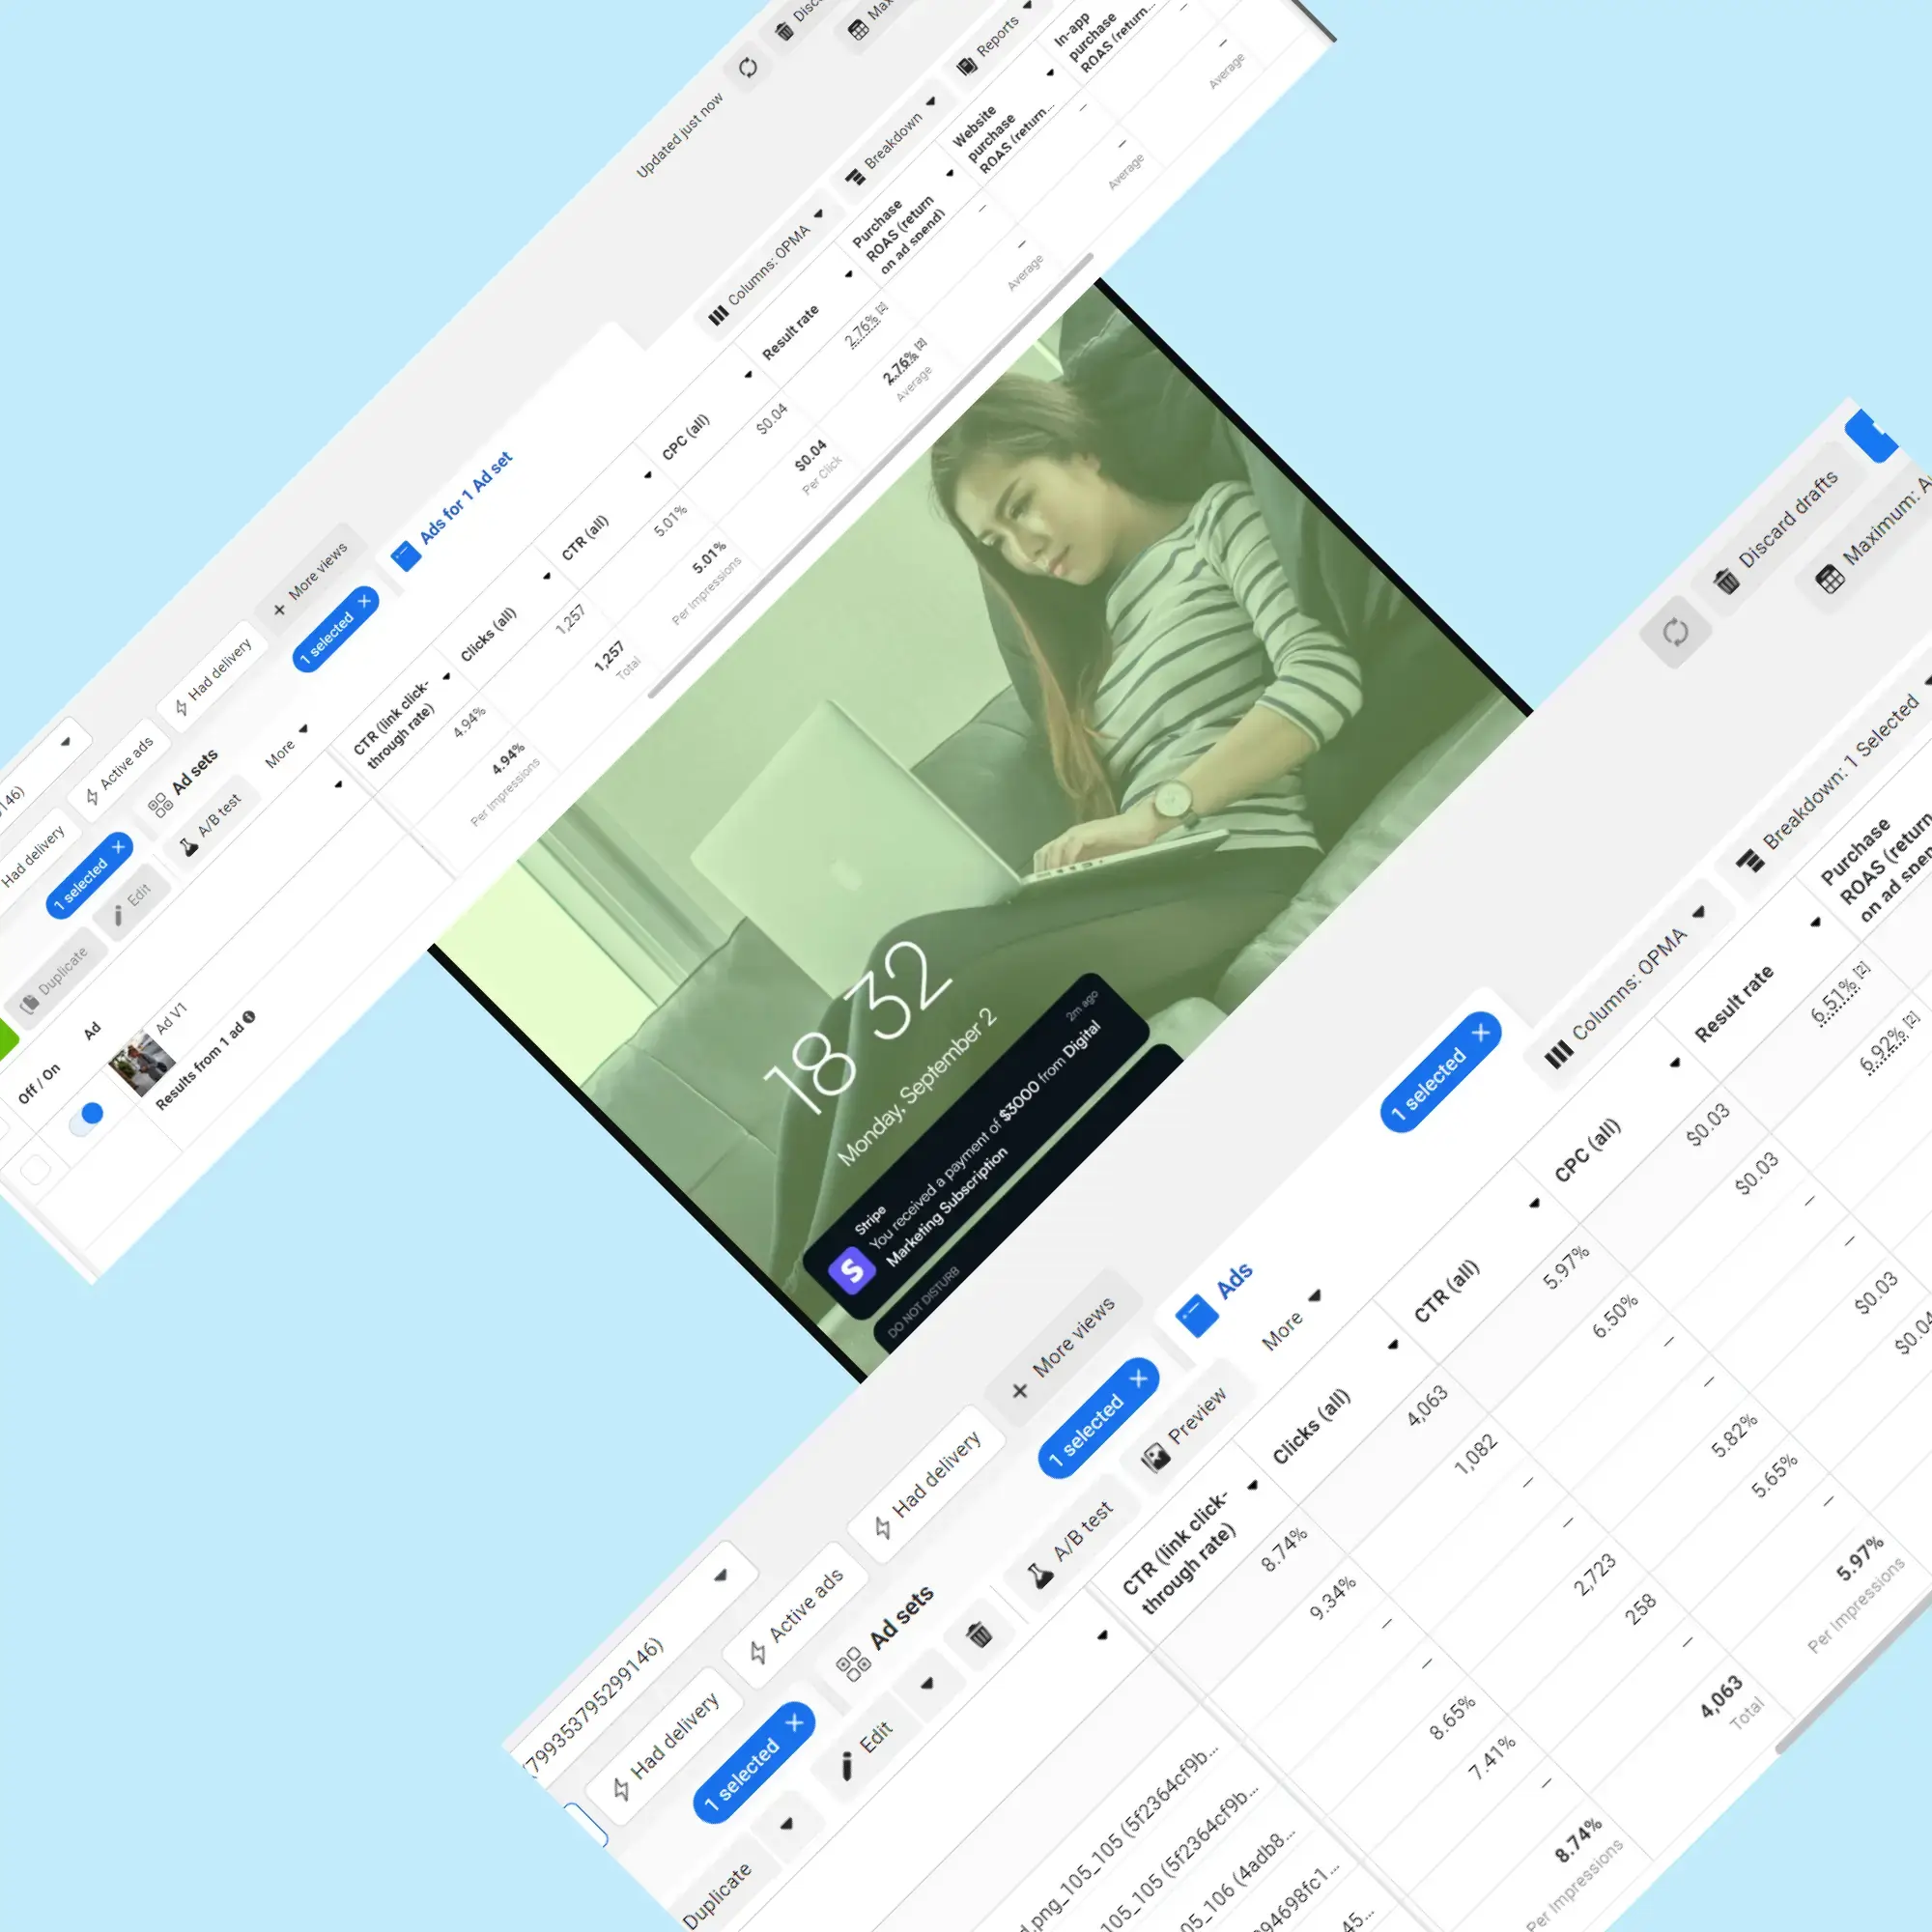 Updated just now
Disc
Max
Reports
Breakdown
Columns: OPMA
In-app
purchase
ROAS (return...
Website
purchase
ROAS (return...
Purchase
ROAS (return
on ad spend)
Result rate
CPC (all)
CTR (all)
Clicks (all)
CTR (link click-
through rate)
–
–
–
2.76% [2]
$0.04
5.01%
1,257
4.94%
–
Average
–
Average
–
Average
2.76% [2]
Average
$0.04
Per Click
5.01%
Per Impressions
1,257
Total
4.94%
Per Impressions
Ads for 1 Ad set
+ More views
1 selected
Had delivery
Active ads
Ad sets
146)
Had delivery
1 selected
More
A/B test
Edit
Duplicate
Off / On
Ad
Ad V1
Results from 1 ad
18 32
Monday, September 2
Stripe
2m ago
You received a payment of $3000 from Digital
Marketing Subscription
DO NOT DISTURB
Discard drafts
Maximum: A
Breakdown: 1 Selected
Columns: OPMA
1 selected
Ads
+ More views
1 selected
Had delivery
Active ads
Ad sets
(799353795299146)
Had delivery
1 selected
More
Preview
A/B test
Edit
Duplicate
Purchase
ROAS (return
on ad spen
Result rate
CPC (all)
CTR (all)
Clicks (all)
CTR (link click-
through rate)
6.51% [2]
$0.03
5.97%
4,063
8.74%
6.92% [2]
$0.03
6.50%
1,082
9.34%
–
–
–
–
–
–
–
–
$0.03
5.82%
2,723
8.65%
$0.04
5.65%
258
7.41%
–
–
–
5.97%
Per Impressions
4,063
Total
8.74%
Per Impressions
d.png_105_105 (5f2364cf9b...
105_105 (5f2364cf9b...
05_106 (4adb8...
94698fc1...
45...